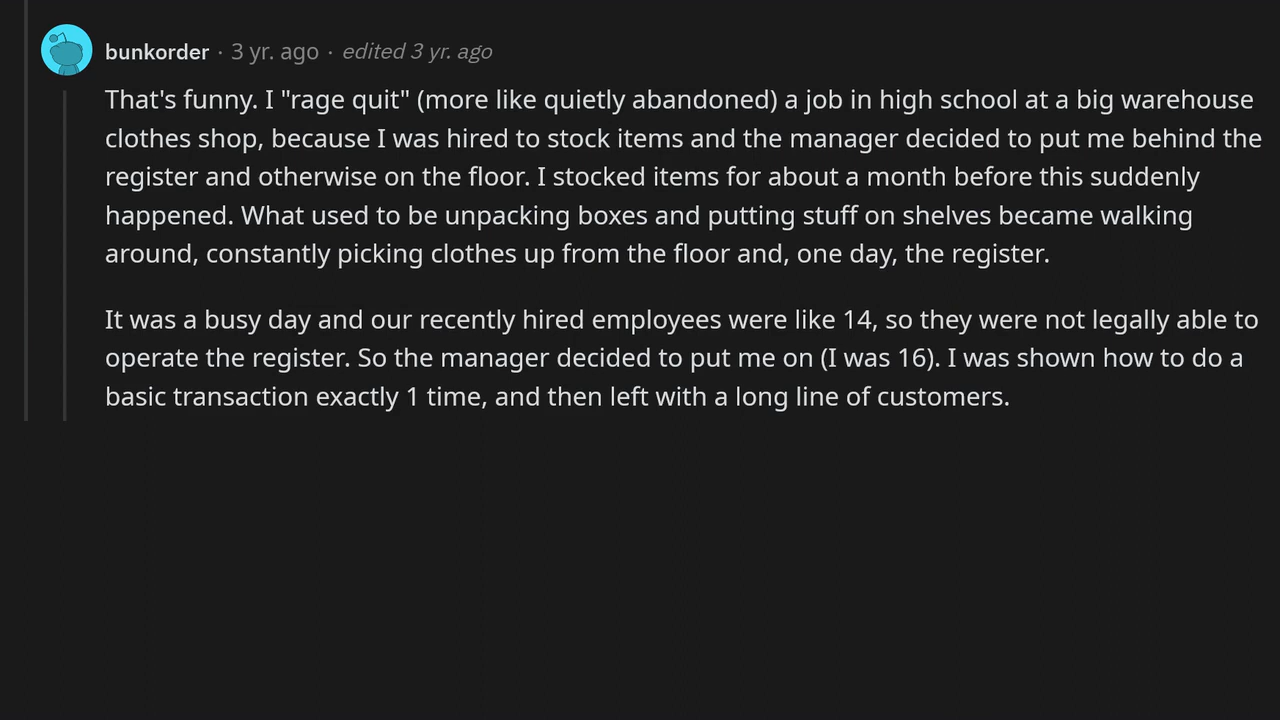 bunkorder · 3 yr. ago · edited 3 yr. ago
That's funny. I "rage quit" (more like quietly abandoned) a job in high school at a big warehouse
clothes shop, because I was hired to stock items and the manager decided to put me behind the
register and otherwise on the floor. I stocked items for about a month before this suddenly
happened. What used to be unpacking boxes and putting stuff on shelves became walking
around, constantly picking clothes up from the floor and, one day, the register.
It was a busy day and our recently hired employees were like 14, so they were not legally able to
operate the register. So the manager decided to put me on (I was 16). I was shown how to do a
basic transaction exactly 1 time, and then left with a long line of customers.